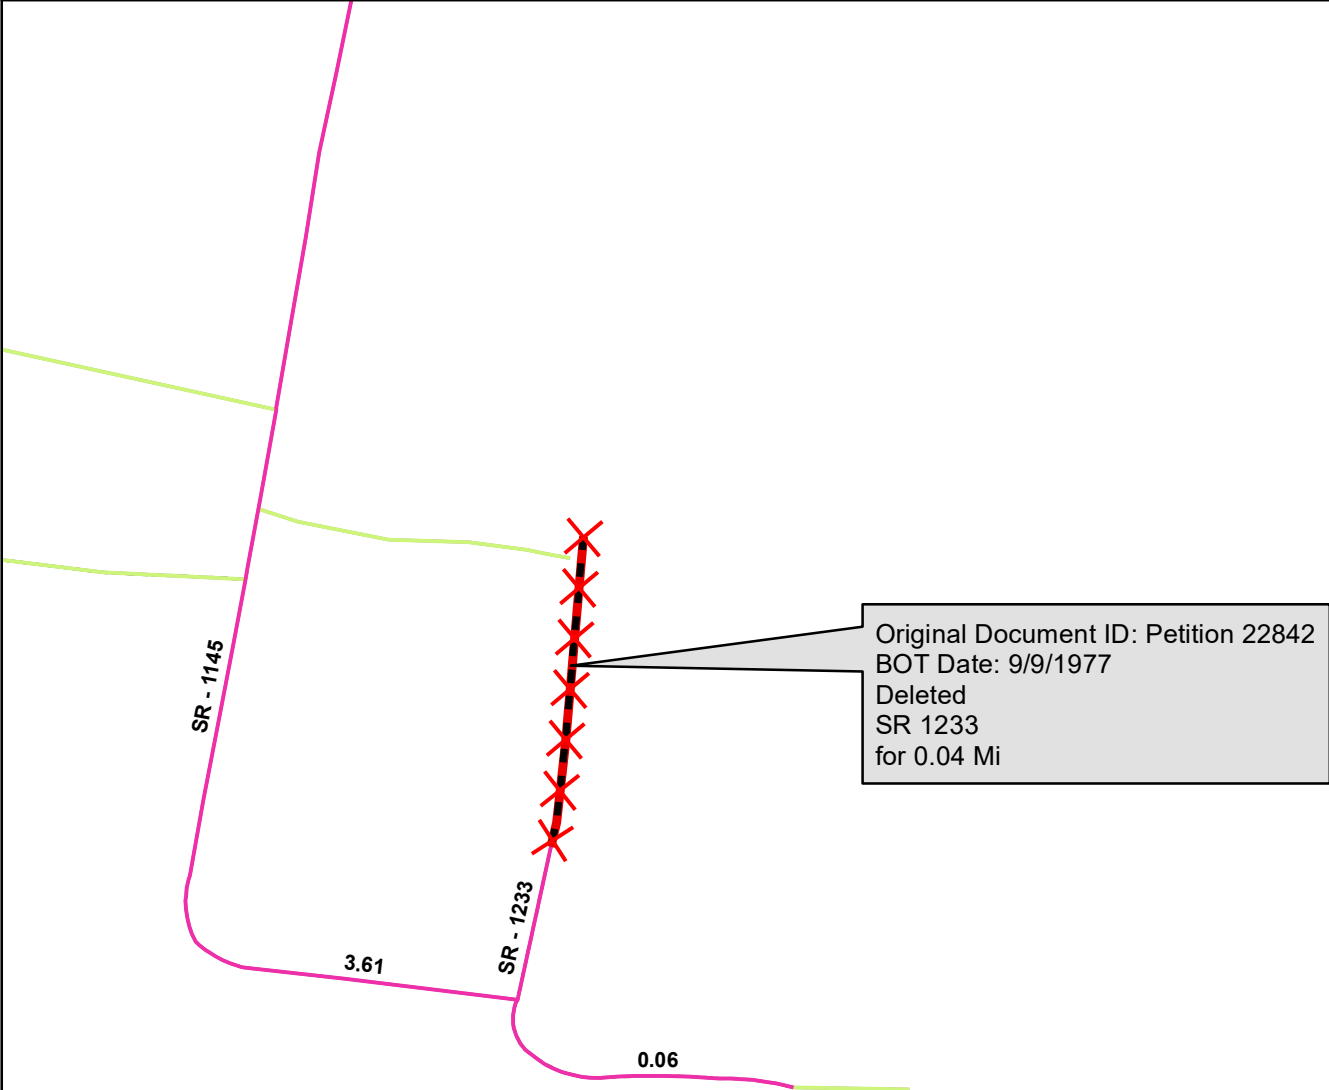 SR - 1145
Original Document ID: Petition 22842
BOT Date: 9/9/1977
Deleted
SR 1233
for 0.04 Mi
SR - 1233
3.61
0.06